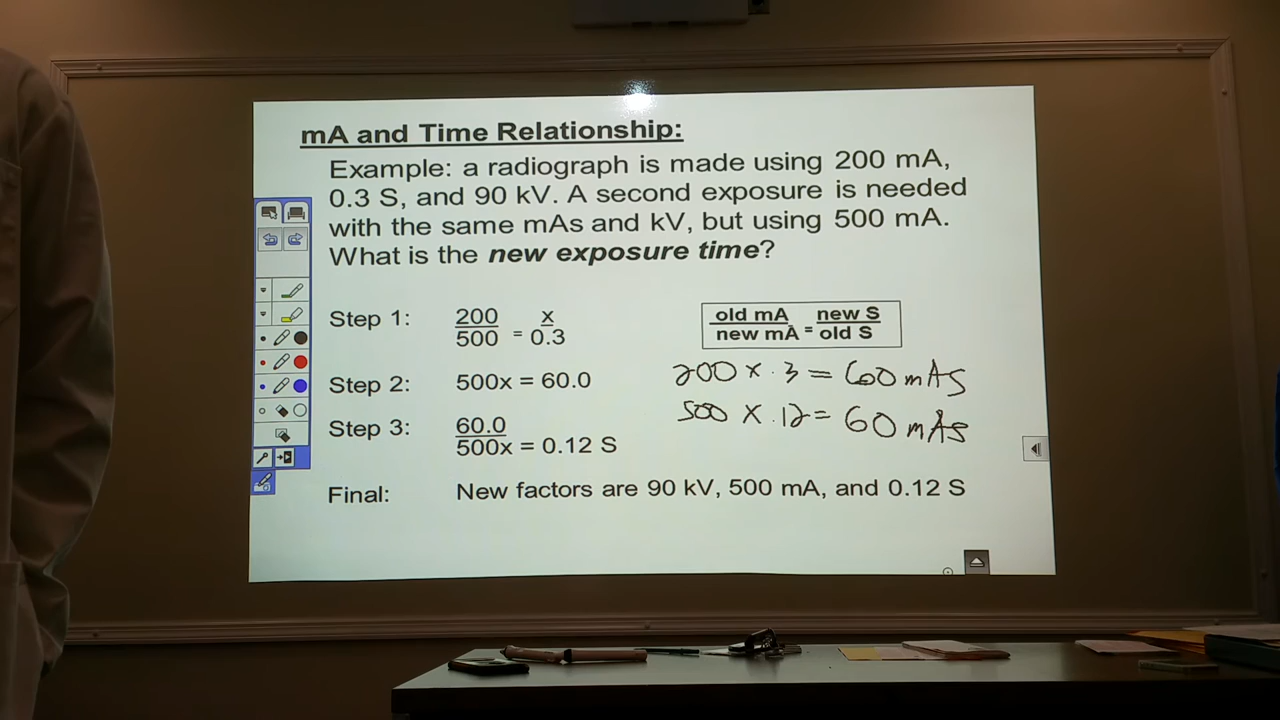 mA and Time Relationship:
Example: a radiograph is made using 200 mA,
0.3 S, and 90 kV. A second exposure is needed
with the same mAs and kV, but using 500 mA.
What is the new exposure time?
Step 1: 200 x
500 = 0.3
old mA new S
new mA = old S
200 x .3 = 60 mAs
Step 2: 500x = 60.0
500 x .12 = 60 mAs
Step 3: 60.0
500x = 0.12 S
Final: New factors are 90 kV, 500 mA, and 0.12 S